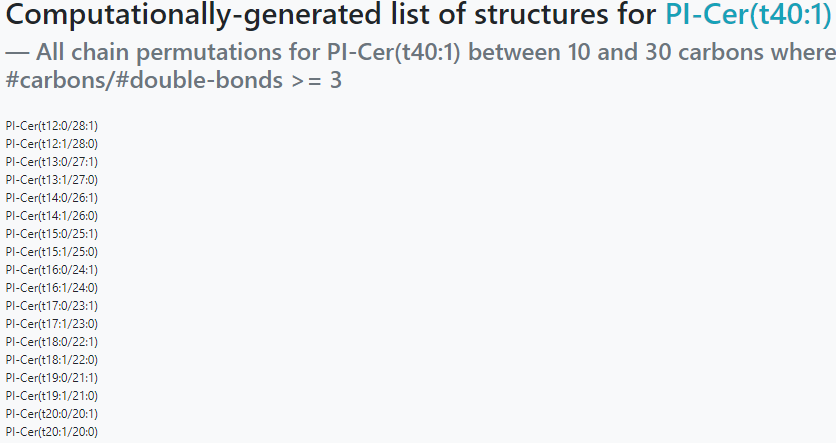 Computationally-generated list of structures for PI-Cer(t40:1)
— All chain permutations for PI-Cer(t40:1) between 10 and 30 carbons where
#carbons/#double-bonds >= 3
PI-Cer(t12:0/28:1)
PI-Cer(t12:1/28:0)
PI-Cer(t13:0/27:1)
PI-Cer(t13:1/27:0)
PI-Cer(t14:0/26:1)
PI-Cer(t14:1/26:0)
PI-Cer(t15:0/25:1)
PI-Cer(t15:1/25:0)
PI-Cer(t16:0/24:1)
PI-Cer(t16:1/24:0)
PI-Cer(t17:0/23:1)
PI-Cer(t17:1/23:0)
PI-Cer(t18:0/22:1)
PI-Cer(t18:1/22:0)
PI-Cer(t19:0/21:1)
PI-Cer(t19:1/21:0)
PI-Cer(t20:0/20:1)
PI-Cer(t20:1/20:0)